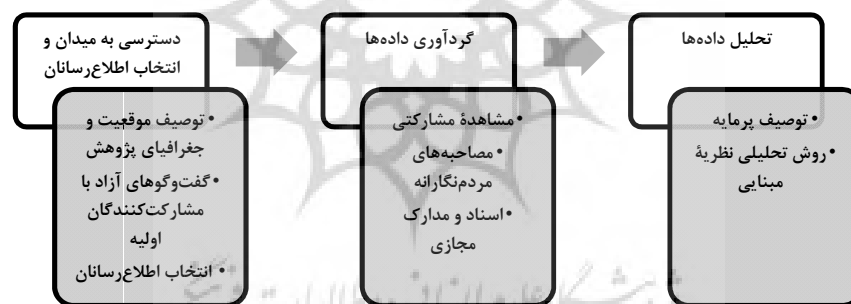 دسترسی به میدان و
انتخاب اطلاع‌رسانان
• توصیف موقعیت و
جغرافیای پژوهش
• گفت‌وگوهای آزاد با
مشارکت‌کنندگان
اولیه
• انتخاب اطلاع‌رسانان
گردآوری داده‌ها
• مشاهدهٔ مشارکتی
• مصاحبه‌های
مردم‌نگارانه
• اسناد و مدارک
مجازی
تحلیل داده‌ها
• توصیف پرمایه
• روش تحلیلی نظریهٔ
مبنایی